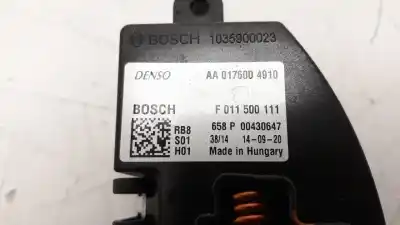 BOSCH 1035900023
DENSO AA 017600 4910
BOSCH F 011 500 111
RB8 658 P 00430647
S01 38/14 14-09-20
H01 Made in Hungary